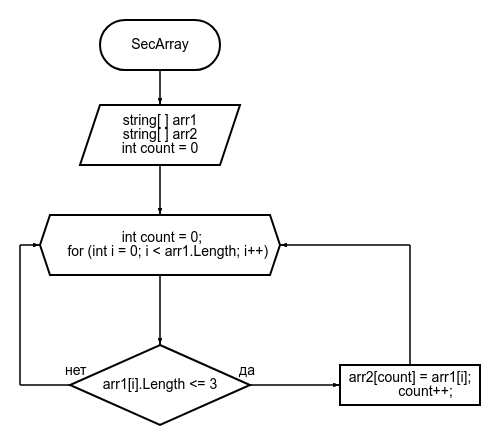 SecArray
string[ ] arr1
string[ ] arr2
int count = 0
int count = 0;
for (int i = 0; i < arr1.Length; i++)
нет
да
arr1[i].Length <= 3
arr2[count] = arr1[i];
count++;